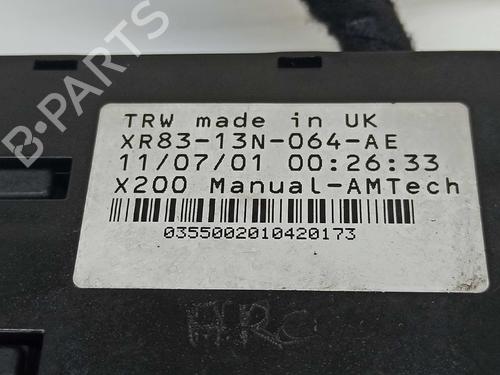 TRW made in UK
XR83-13N-064-AE
11/07/01 00:26:33
X200 Manual-AMTech
0355002010420173
B-PARTS